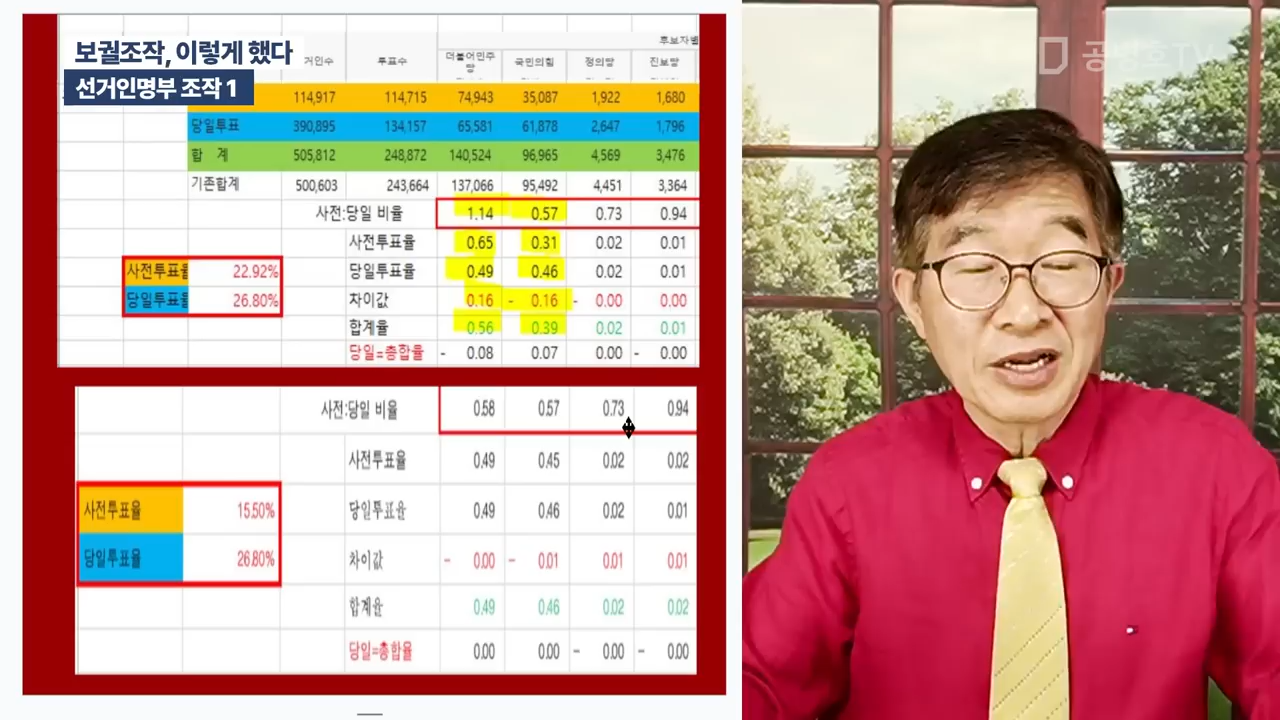 보궐조작, 이렇게 했다
선거인명부 조작 1
공병호TV
후보자별
거인수 투표수 더불어민주당 국민의힘 정의당 진보당
114,917 114,715 74,943 35,087 1,922 1,680
당일투표 390,895 134,157 65,581 61,878 2,647 1,796
합 계 505,812 248,872 140,524 96,965 4,569 3,476
기존합계 500,603 243,664 137,066 95,492 4,451 3,364
사전:당일 비율 1.14 0.57 0.73 0.94
사전투표율 0.65 0.31 0.02 0.01
사전투표율 22.92% 당일투표율 0.49 0.46 0.02 0.01
당일투표율 26.80% 차이값 0.16 - 0.16 - 0.00 0.00
합계율 0.56 0.39 0.02 0.01
당일=총합율 - 0.08 0.07 0.00 - 0.00
사전:당일 비율 0.58 0.57 0.73 0.94
사전투표율 0.49 0.45 0.02 0.02
사전투표율 15.50% 당일투표율 0.49 0.46 0.02 0.01
당일투표율 26.80% 차이값 - 0.00 - 0.01 0.01 0.01
합계율 0.49 0.46 0.02 0.02
당일=총합율 0.00 0.00 - 0.00 - 0.00